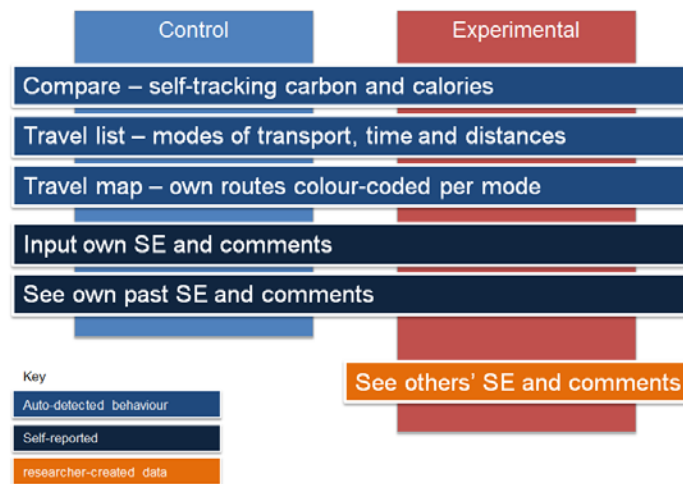 Control
Experimental
Compare – self-tracking carbon and calories
Travel list – modes of transport, time and distances
Travel map – own routes colour-coded per mode
Input own SE and comments
See own past SE and comments
See others’ SE and comments
Key
Auto-detected behaviour
Self-reported
researcher-created data